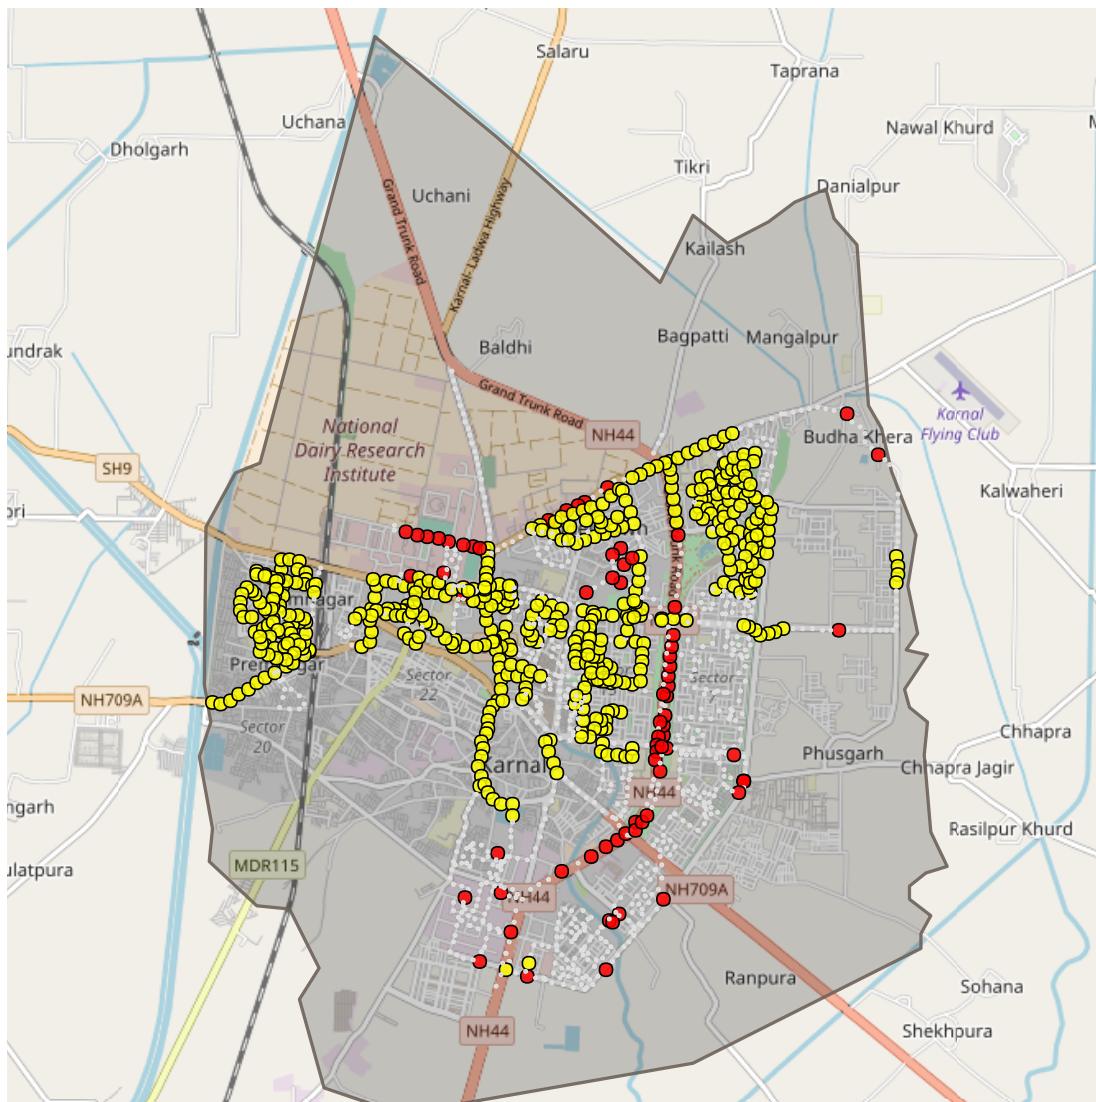 Salaru
Taprana
Uchana
Nawal Khurd
Dholgarh
Tikri
Danialpur
Uchani
Grand Trunk Road
Karnal- Ladwa Highway
Kailash
Bagpatti
Mangalpur
Baldhi
undrak
Grand Trunk Road
Karnal
Flying Club
National
Dairy Research
Institute
NH44
Budha Khera
SH9
Kalwaheri
ori
NH709A
Sector
22
Sector
Sector
20
Chhapra
Phusgarh
Karnal
Chhapra Jagir
NH44
ngarh
Rasilpur Khurd
MDR115
ulatpura
NH709A
NH44
Ranpura
Sohana
NH44
Shekhpura